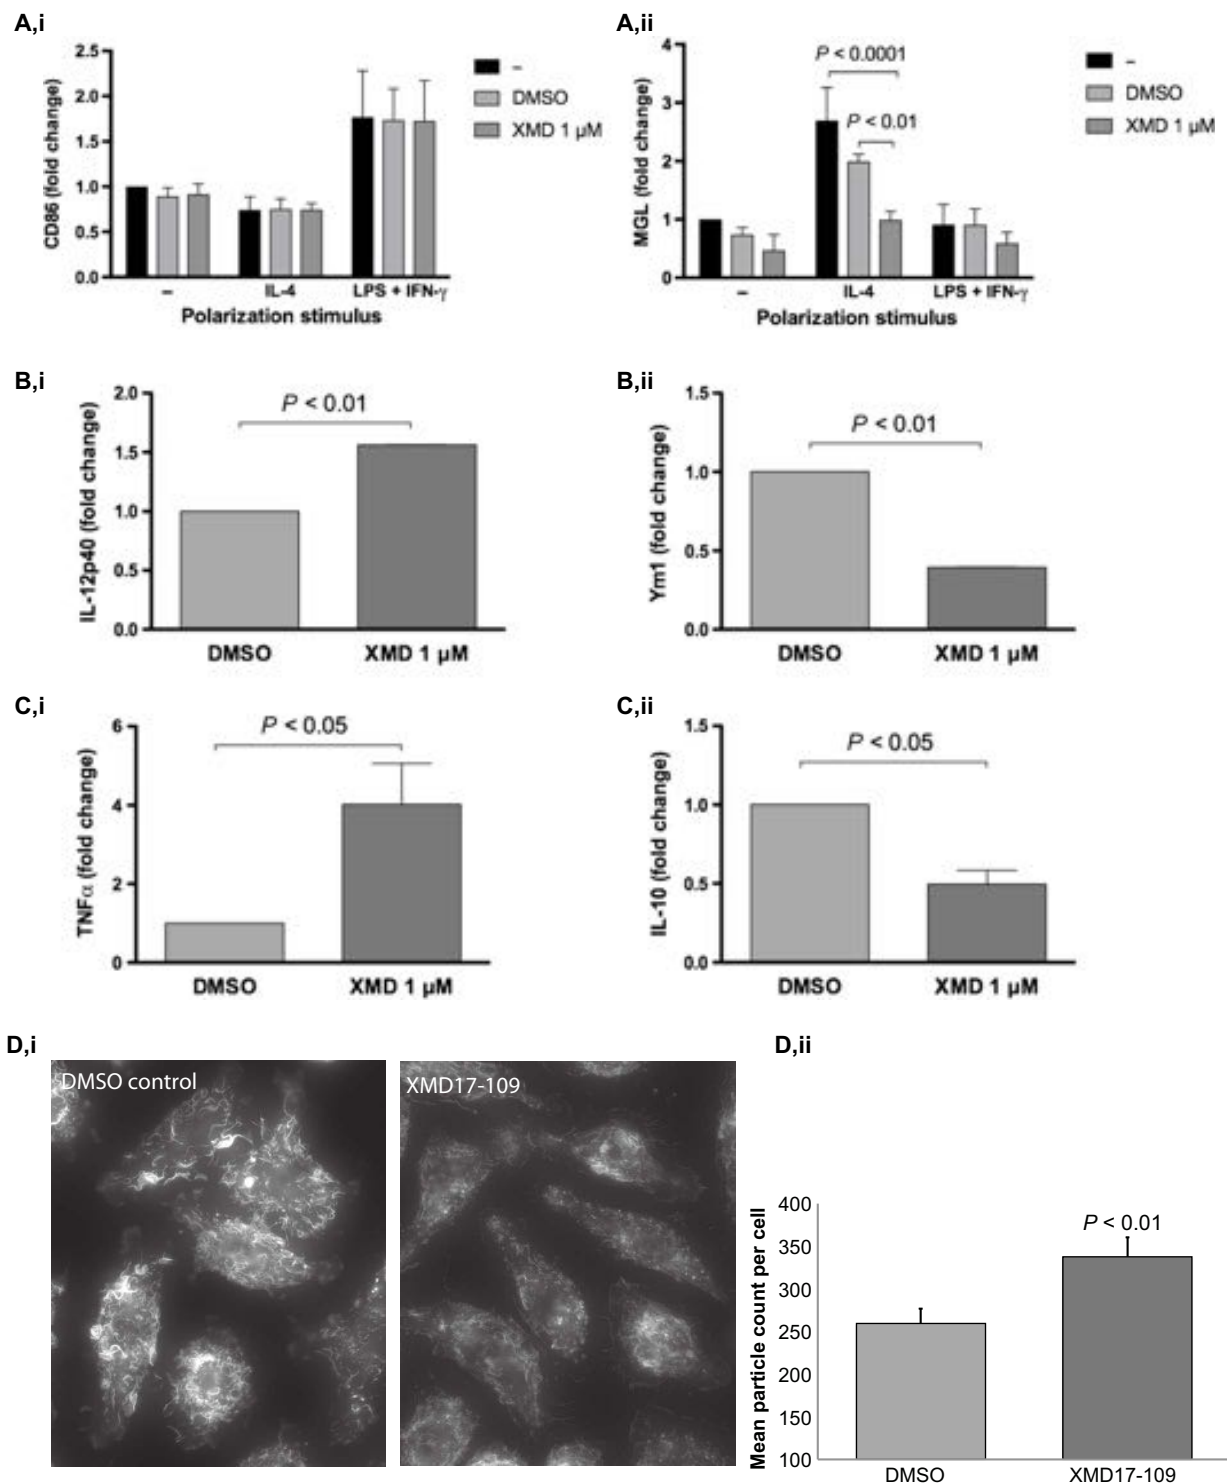 A,i
2.5
2.0
1.5
1.0
0.5
0.0
CD86 (fold change)
–
DMSO
XMD 1 µM
–
IL-4
LPS + IFN-γ
Polarization stimulus
A,ii
4
3
2
1
0
MGL (fold change)
P < 0.0001
P < 0.01
–
DMSO
XMD 1 µM
–
IL-4
LPS + IFN-γ
Polarization stimulus
B,i
2.0
1.5
1.0
0.5
0.0
IL-12p40 (fold change)
P < 0.01
DMSO
XMD 1 µM
B,ii
1.5
1.0
0.5
0.0
Ym1 (fold change)
P < 0.01
DMSO
XMD 1 µM
C,i
6
4
2
0
TNFα (fold change)
P < 0.05
DMSO
XMD 1 µM
C,ii
1.5
1.0
0.5
0.0
IL-10 (fold change)
P < 0.05
DMSO
XMD 1 µM
D,i
DMSO control
XMD17-109
D,ii
400
350
300
250
200
150
100
Mean particle count per cell
P < 0.01
DMSO
XMD17-109